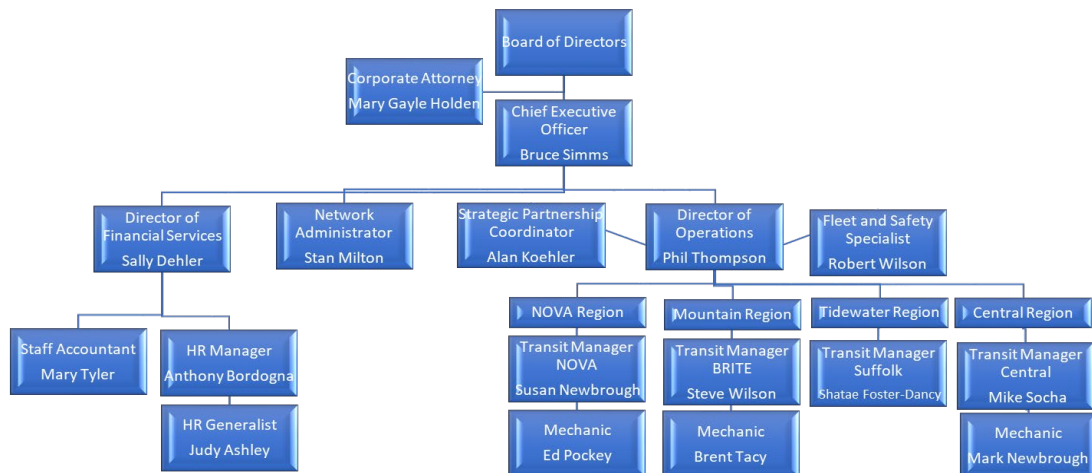 Board of Directors
Corporate Attorney
Mary Gayle Holden
Chief Executive
Officer
Bruce Simms
Director of
Financial Services
Sally Dehler
Network
Administrator
Stan Milton
Strategic Partnership
Coordinator
Alan Koehler
Director of
Operations
Phil Thompson
Fleet and Safety
Specialist
Robert Wilson
Staff Accountant
Mary Tyler
HR Manager
Anthony Bordogna
HR Generalist
Judy Ashley
NOVA Region
Transit Manager
NOVA
Susan Newbrough
Mechanic
Ed Pockey
Mountain Region
Transit Manager
BRITE
Steve Wilson
Mechanic
Brent Tacy
Tidewater Region
Transit Manager
Suffolk
Shatae Foster-Dancy
Central Region
Transit Manager
Central
Mike Socha
Mechanic
Mark Newbrough